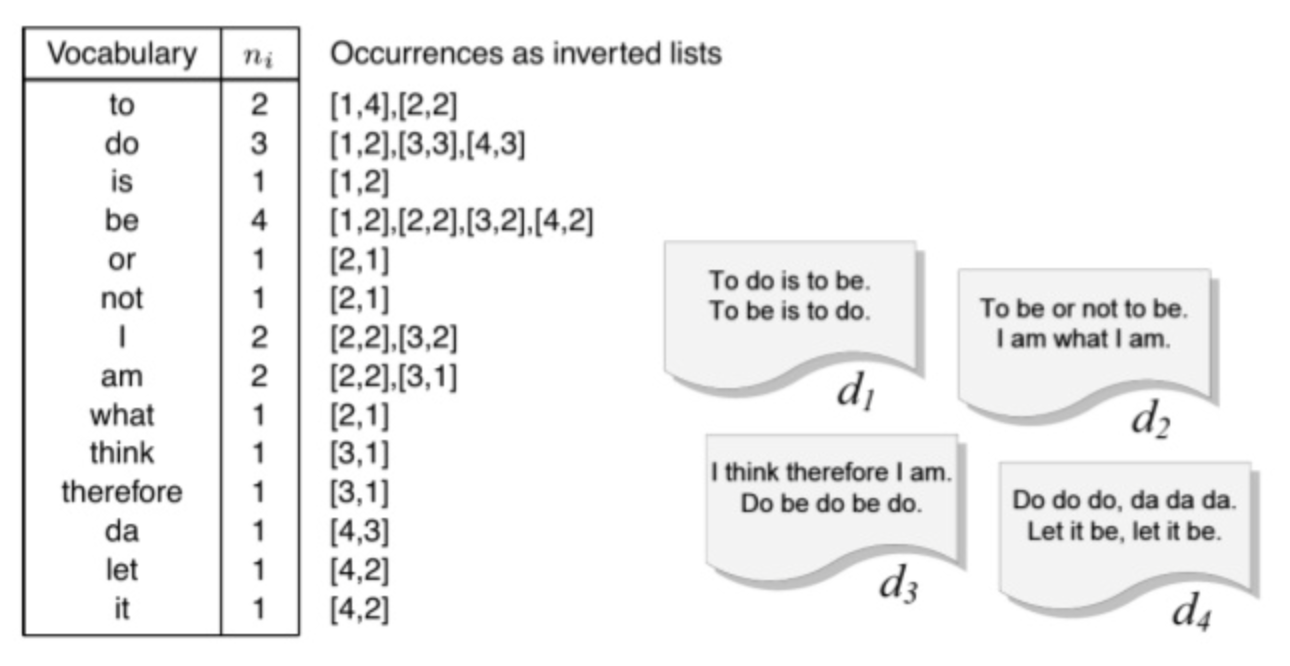 Vocabulary nᵢ Occurrences as inverted lists
to 2 [1,4],[2,2]
do 3 [1,2],[3,3],[4,3]
is 1 [1,2]
be 4 [1,2],[2,2],[3,2],[4,2]
or 1 [2,1]
not 1 [2,1]
I 2 [2,2],[3,2]
am 2 [2,2],[3,1]
what 1 [2,1]
think 1 [3,1]
therefore 1 [3,1]
da 1 [4,3]
let 1 [4,2]
it 1 [4,2]
To do is to be.
To be is to do.
d₁
To be or not to be.
I am what I am.
d₂
I think therefore I am.
Do be do be do.
d₃
Do do do, da da da.
Let it be, let it be.
d₄